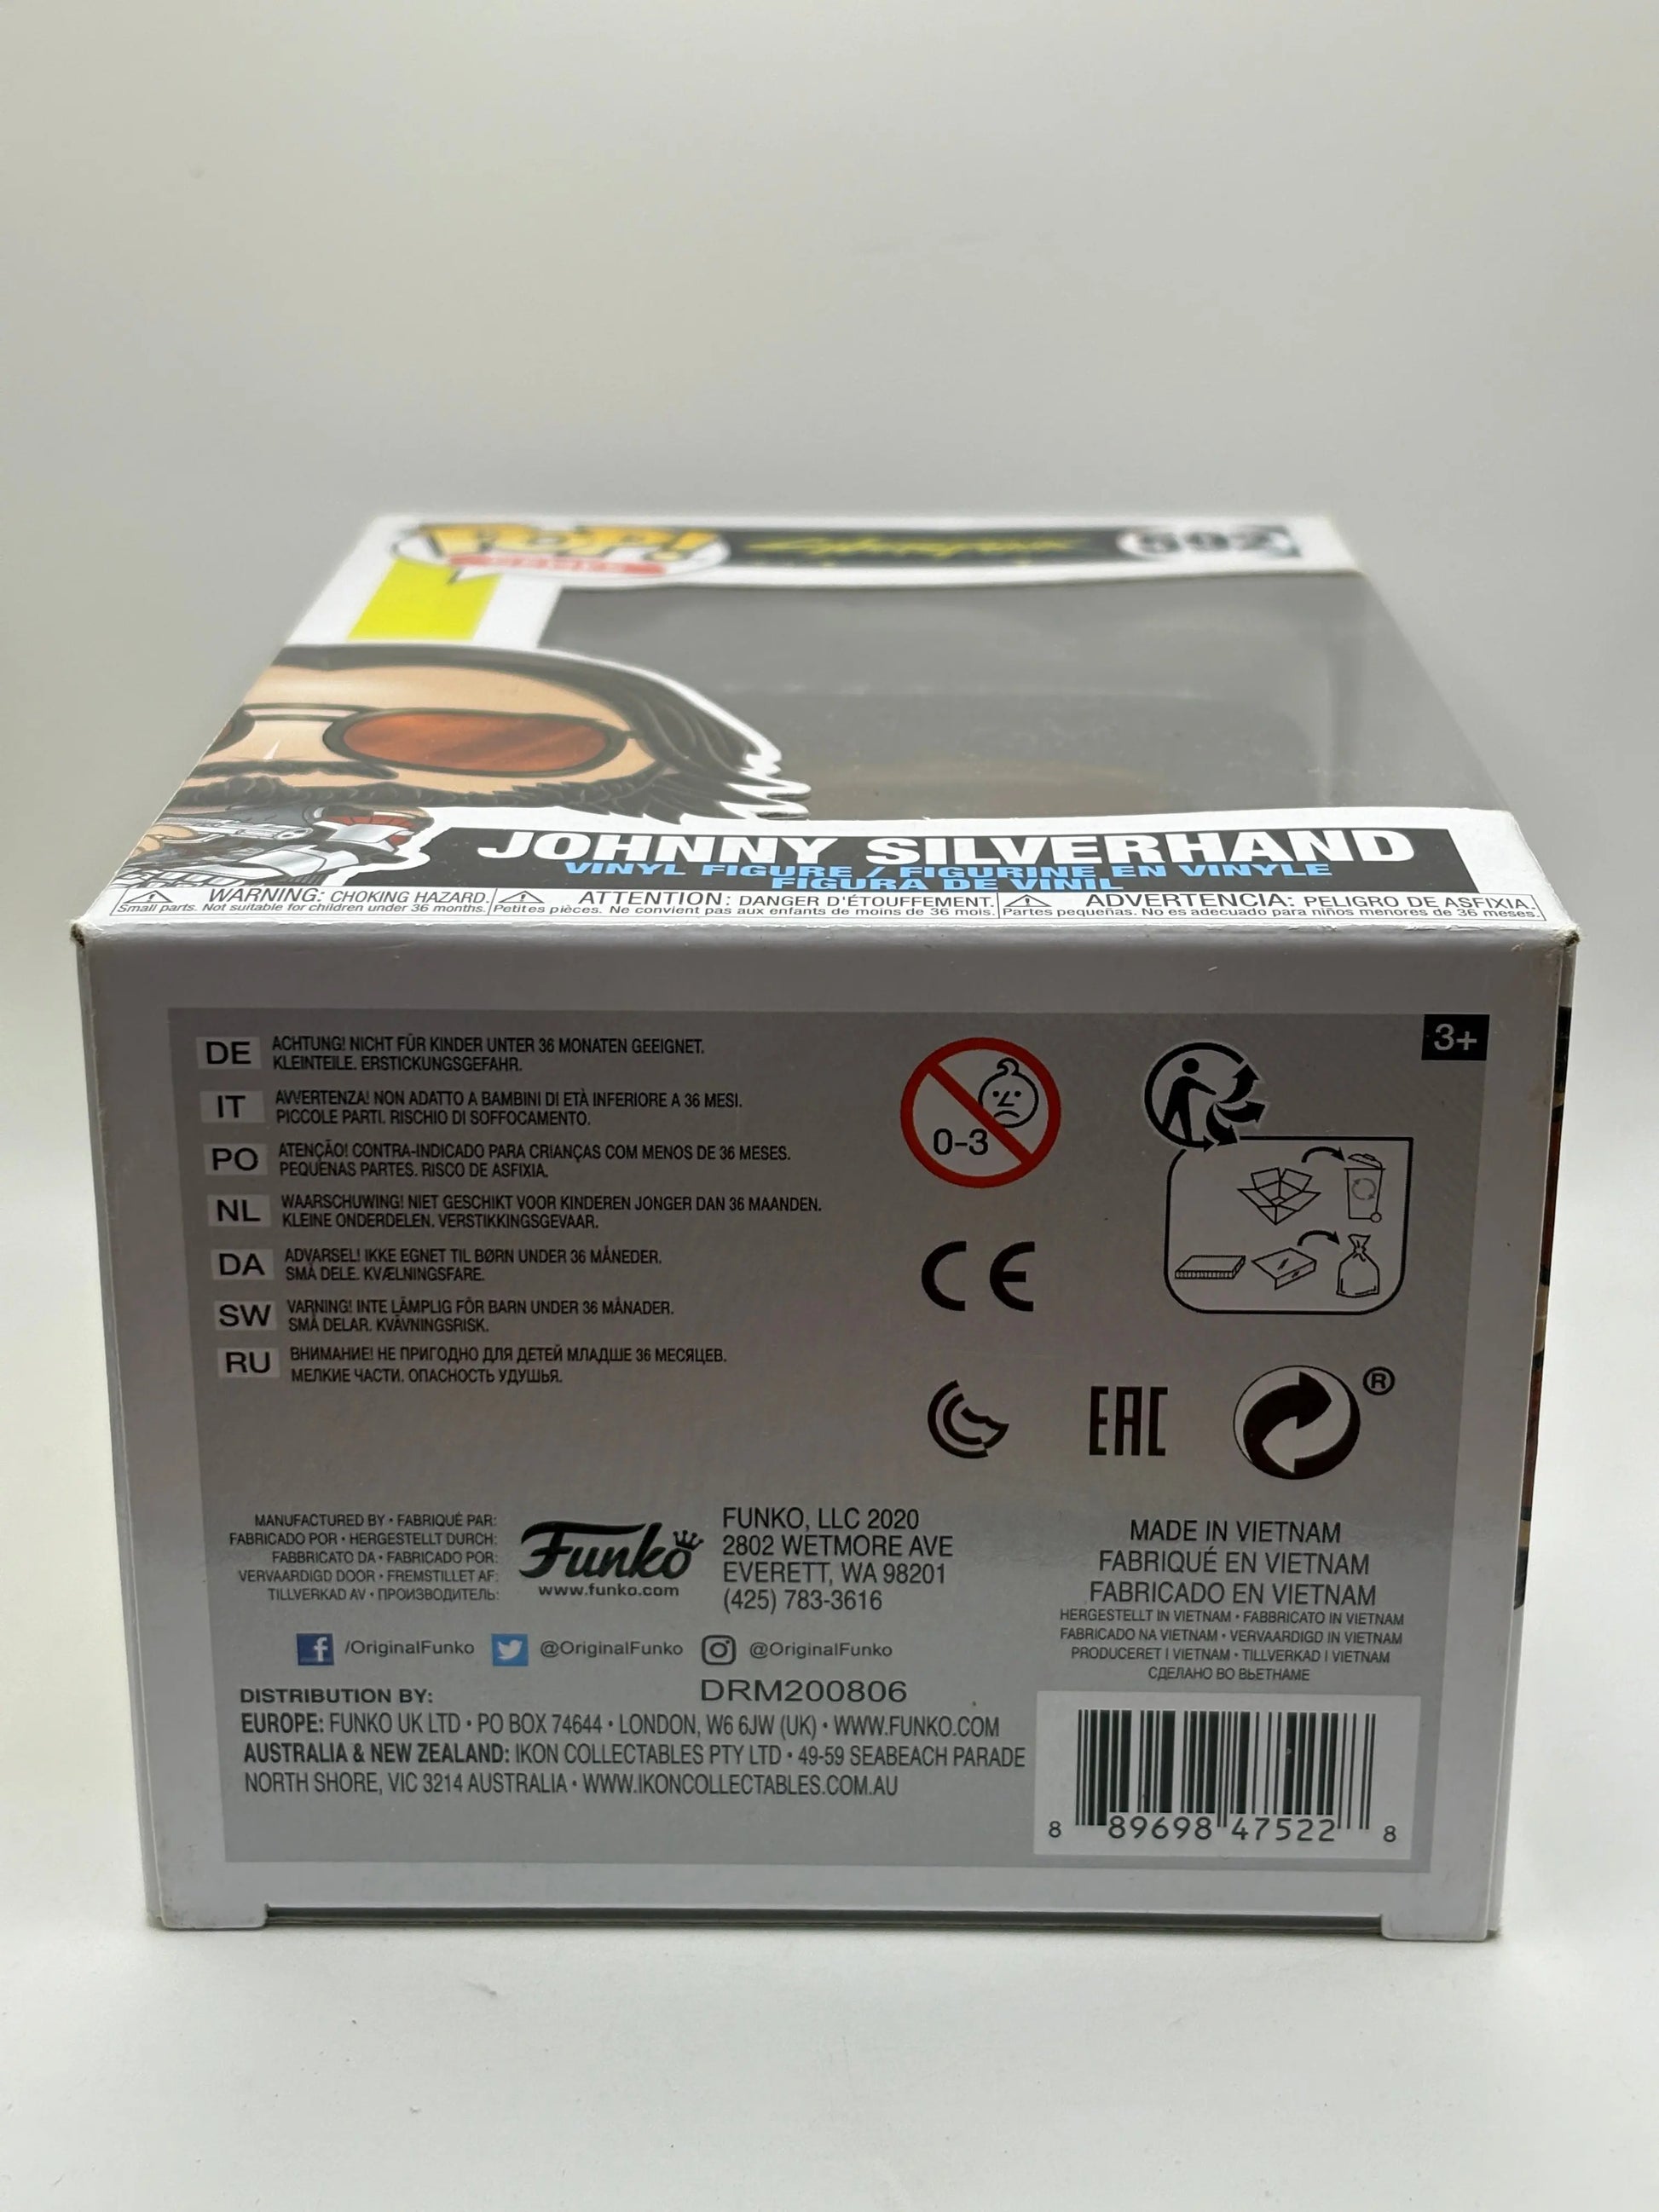 POP!
GAMES
Cyberpunk
592
JOHNNY SILVERHAND
VINYL FIGURE / FIGURINE EN VINYLE
FIGURA DE VINIL
WARNING: CHOKING HAZARD.
Small parts. Not suitable for children under 36 months.
ATTENTION: DANGER D'ÉTOUFFEMENT.
Petites pièces. Ne convient pas aux enfants de moins de 36 mois.
ADVERTENCIA: PELIGRO DE ASFIXIA.
Partes pequeñas. No es adecuado para niños menores de 36 meses.
3+
DE ACHTUNG! NICHT FÜR KINDER UNTER 36 MONATEN GEEIGNET.
KLEINTEILE. ERSTICKUNGSGEFAHR.
IT AVVERTENZA! NON ADATTO A BAMBINI DI ETÀ INFERIORE A 36 MESI.
PICCOLE PARTI. RISCHIO DI SOFFOCAMENTO.
PO ATENÇÃO! CONTRA-INDICADO PARA CRIANÇAS COM MENOS DE 36 MESES.
PEQUENAS PARTES. RISCO DE ASFIXIA.
NL WAARSCHUWING! NIET GESCHIKT VOOR KINDEREN JONGER DAN 36 MAANDEN.
KLEINE ONDERDELEN. VERSTIKKINGSGEVAAR.
DA ADVARSEL! IKKE EGNET TIL BØRN UNDER 36 MÅNEDER.
SMÅ DELE. KVÆLNINGSFARE.
SW VARNING! INTE LÄMPLIG FÖR BARN UNDER 36 MÅNADER.
SMÅ DELAR. KVÄVNINGSRISK.
RU ВНИМАНИЕ! НЕ ПРИГОДНО ДЛЯ ДЕТЕЙ МЛАДШЕ 36 МЕСЯЦЕВ.
МЕЛКИЕ ЧАСТИ. ОПАСНОСТЬ УДУШЬЯ.
0-3
CE
EAC
®
MANUFACTURED BY • FABRIQUÉ PAR:
FABRICADO POR • HERGESTELLT DURCH:
FABBRICATO DA • FABRICADO POR:
VERVAARDIGD DOOR • FREMSTILLET AF:
TILLVERKAD AV • ПРОИЗВОДИТЕЛЬ:
Funko
www.funko.com
FUNKO, LLC 2020
2802 WETMORE AVE
EVERETT, WA 98201
(425) 783-3616
MADE IN VIETNAM
FABRIQUÉ EN VIETNAM
FABRICADO EN VIETNAM
HERGESTELLT IN VIETNAM • FABBRICATO IN VIETNAM
FABRICADO NA VIETNAM • VERVAARDIGD IN VIETNAM
PRODUCERET I VIETNAM • TILLVERKAD I VIETNAM
СДЕЛАНО ВО ВЬЕТНАМЕ
f /OriginalFunko @OriginalFunko @OriginalFunko
DRM200806
DISTRIBUTION BY:
EUROPE: FUNKO UK LTD • PO BOX 74644 • LONDON, W6 6JW (UK) • WWW.FUNKO.COM
AUSTRALIA & NEW ZEALAND: IKON COLLECTABLES PTY LTD • 49-59 SEABEACH PARADE
NORTH SHORE, VIC 3214 AUSTRALIA • WWW.IKONCOLLECTABLES.COM.AU
8 89698 47522 8